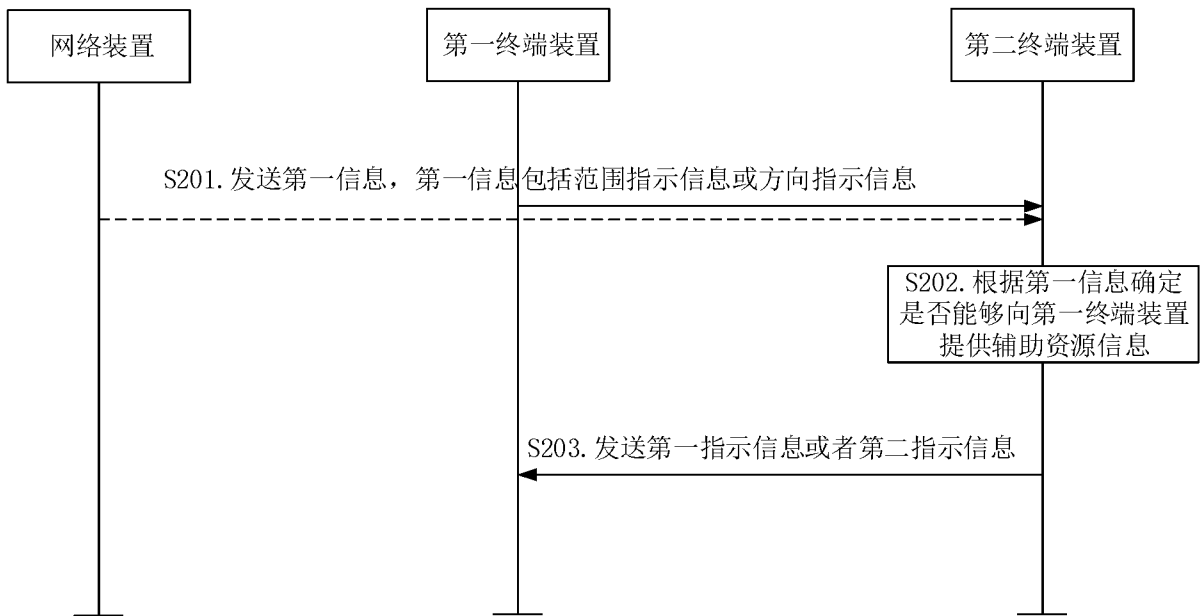 网络装置
第一终端装置
第二终端装置
S201.发送第一信息，第一信息包括范围指示信息或方向指示信息
S202.根据第一信息确定
是否能够向第一终端装置
提供辅助资源信息
S203.发送第一指示信息或者第二指示信息